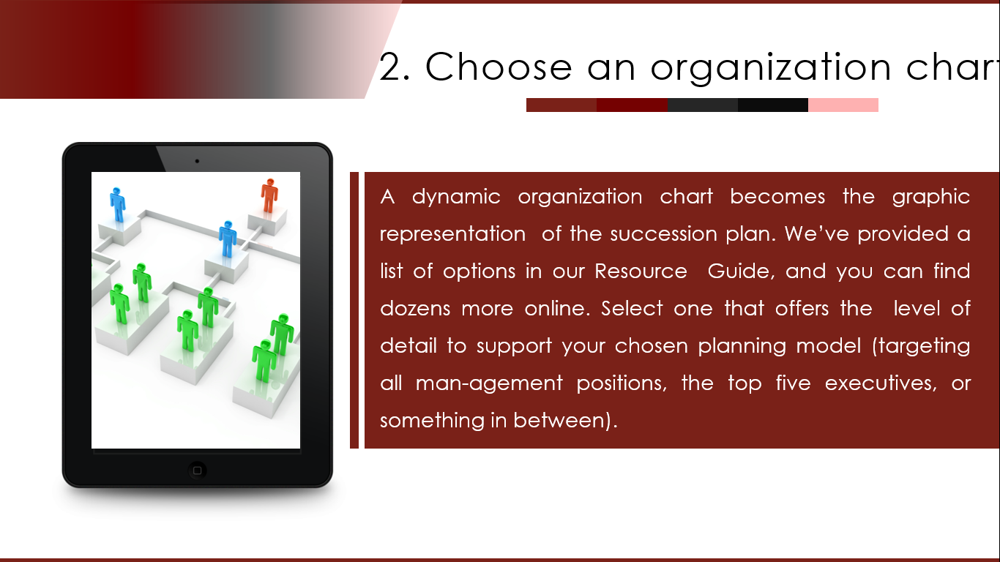 2. Choose an organization chart
A dynamic organization chart becomes the graphic
representation of the succession plan. We’ve provided a
list of options in our Resource Guide, and you can find
dozens more online. Select one that offers the level of
detail to support your chosen planning model (targeting
all man-agement positions, the top five executives, or
something in between).